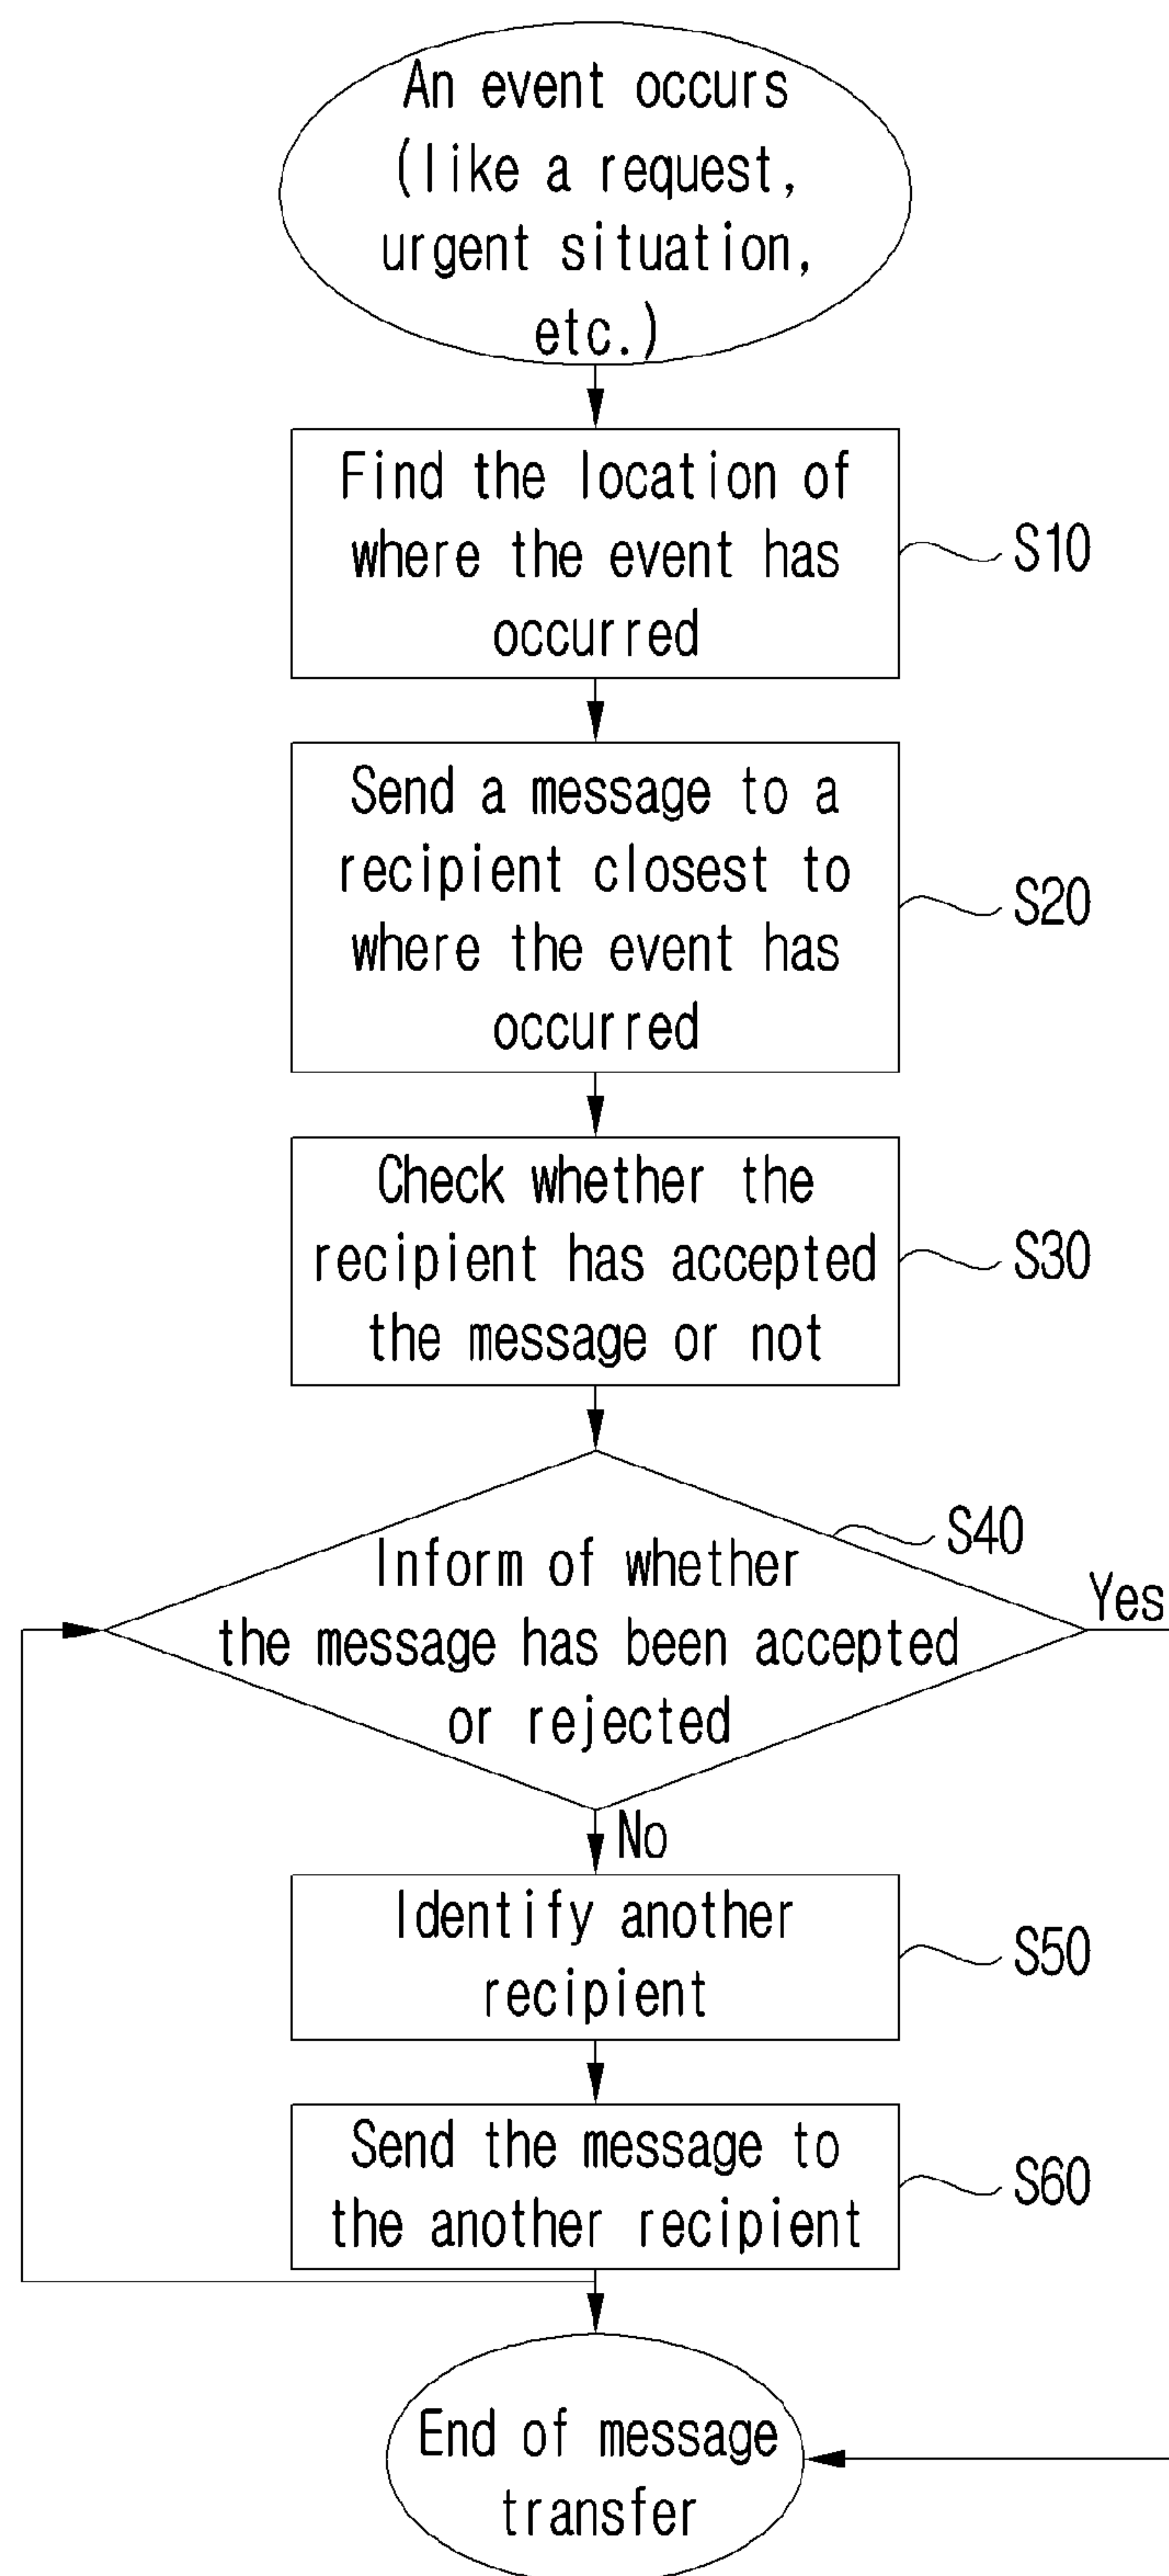 An event occurs
(like a request,
urgent situation,
etc.)
Find the location of
where the event has
occurred
S10
Send a message to a
recipient closest to
where the event has
occurred
S20
Check whether the
recipient has accepted
the message or not
S30
S40
Inform of whether
the message has been accepted
or rejected
Yes
No
Identify another
recipient
S50
Send the message to
the another recipient
S60
End of message
transfer